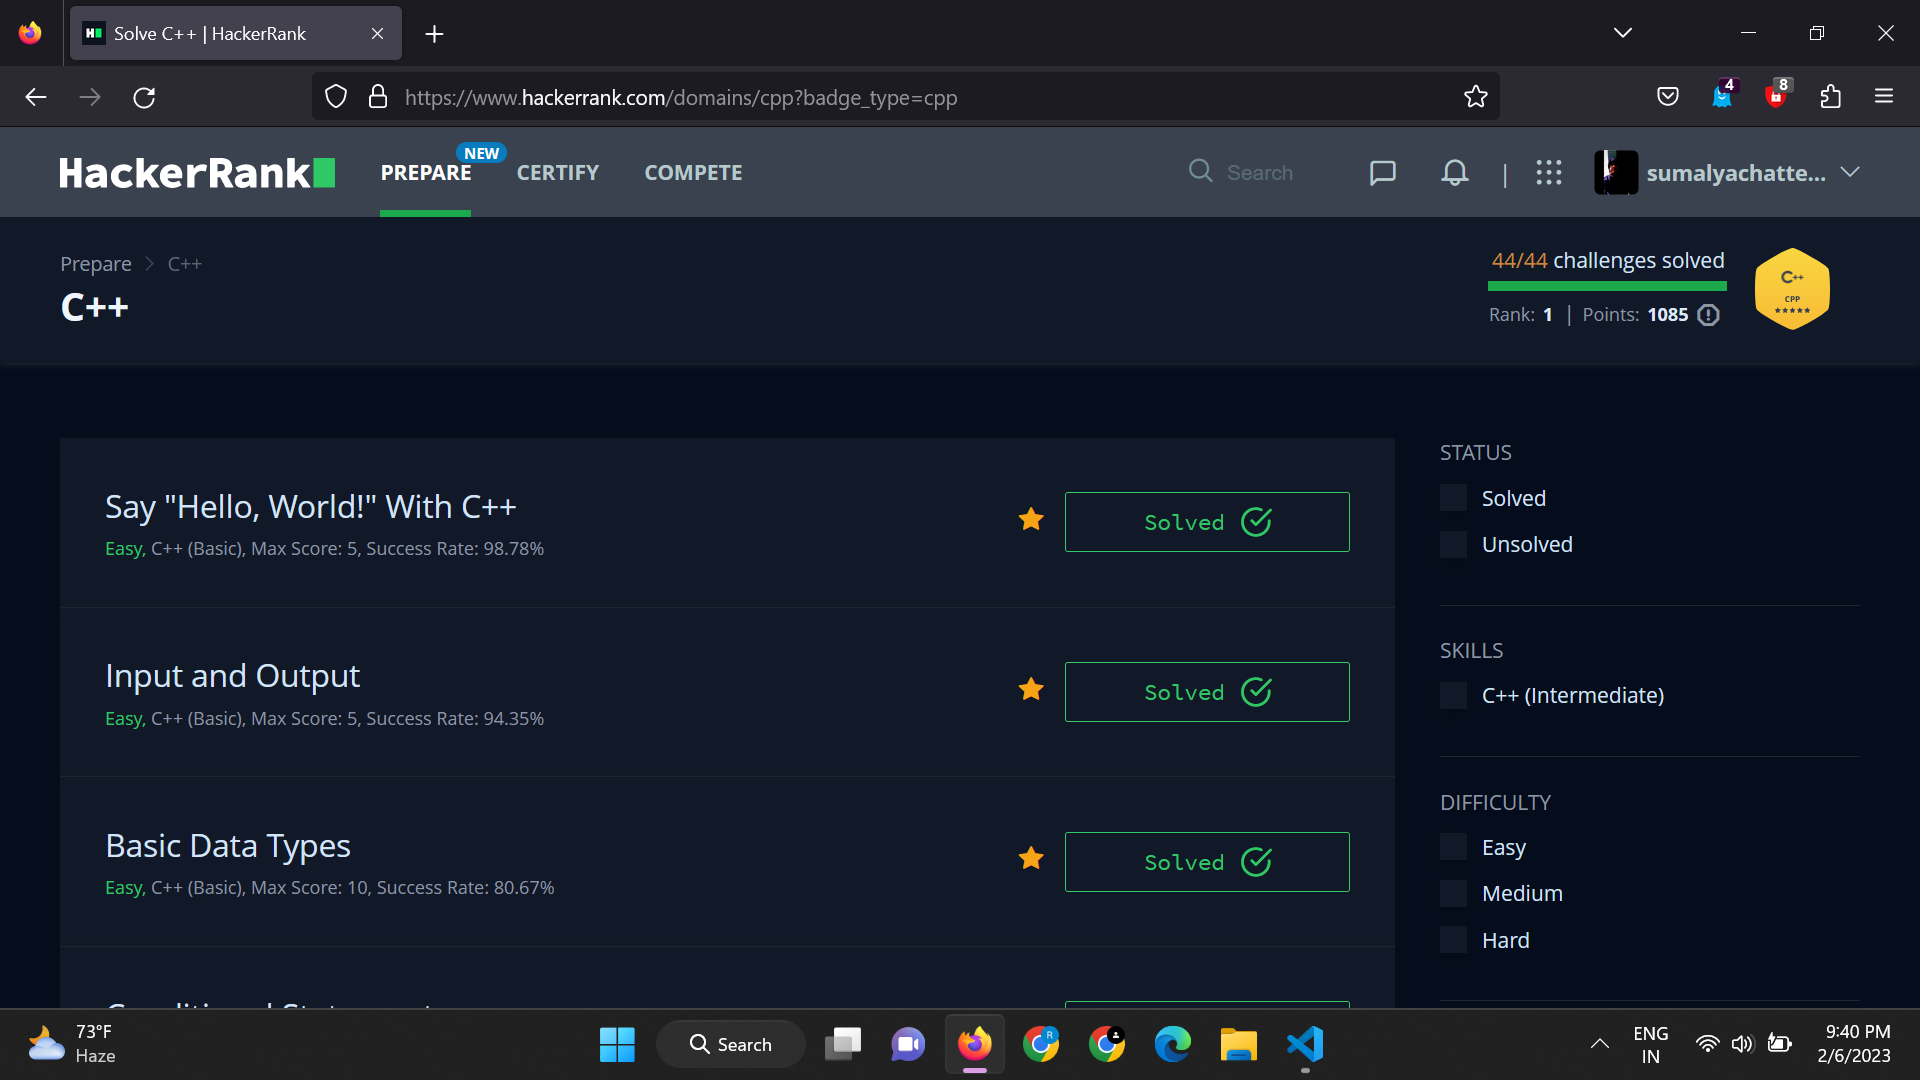 Solve C++ | HackerRank
https://www.hackerrank.com/domains/cpp?badge_type=cpp
4
8
HackerRank
PREPARE
NEW
CERTIFY
COMPETE
Search
|
sumalyachatte...
Prepare
C++
C++
44/44 challenges solved
Rank: 1 | Points: 1085
C++
CPP
Say "Hello, World!" With C++
Easy, C++ (Basic), Max Score: 5, Success Rate: 98.78%
Solved
Input and Output
Easy, C++ (Basic), Max Score: 5, Success Rate: 94.35%
Solved
Basic Data Types
Easy, C++ (Basic), Max Score: 10, Success Rate: 80.67%
Solved
STATUS
Solved
Unsolved
SKILLS
C++ (Intermediate)
DIFFICULTY
Easy
Medium
Hard
73°F
Haze
Search
R
ENG
IN
9:40 PM
2/6/2023